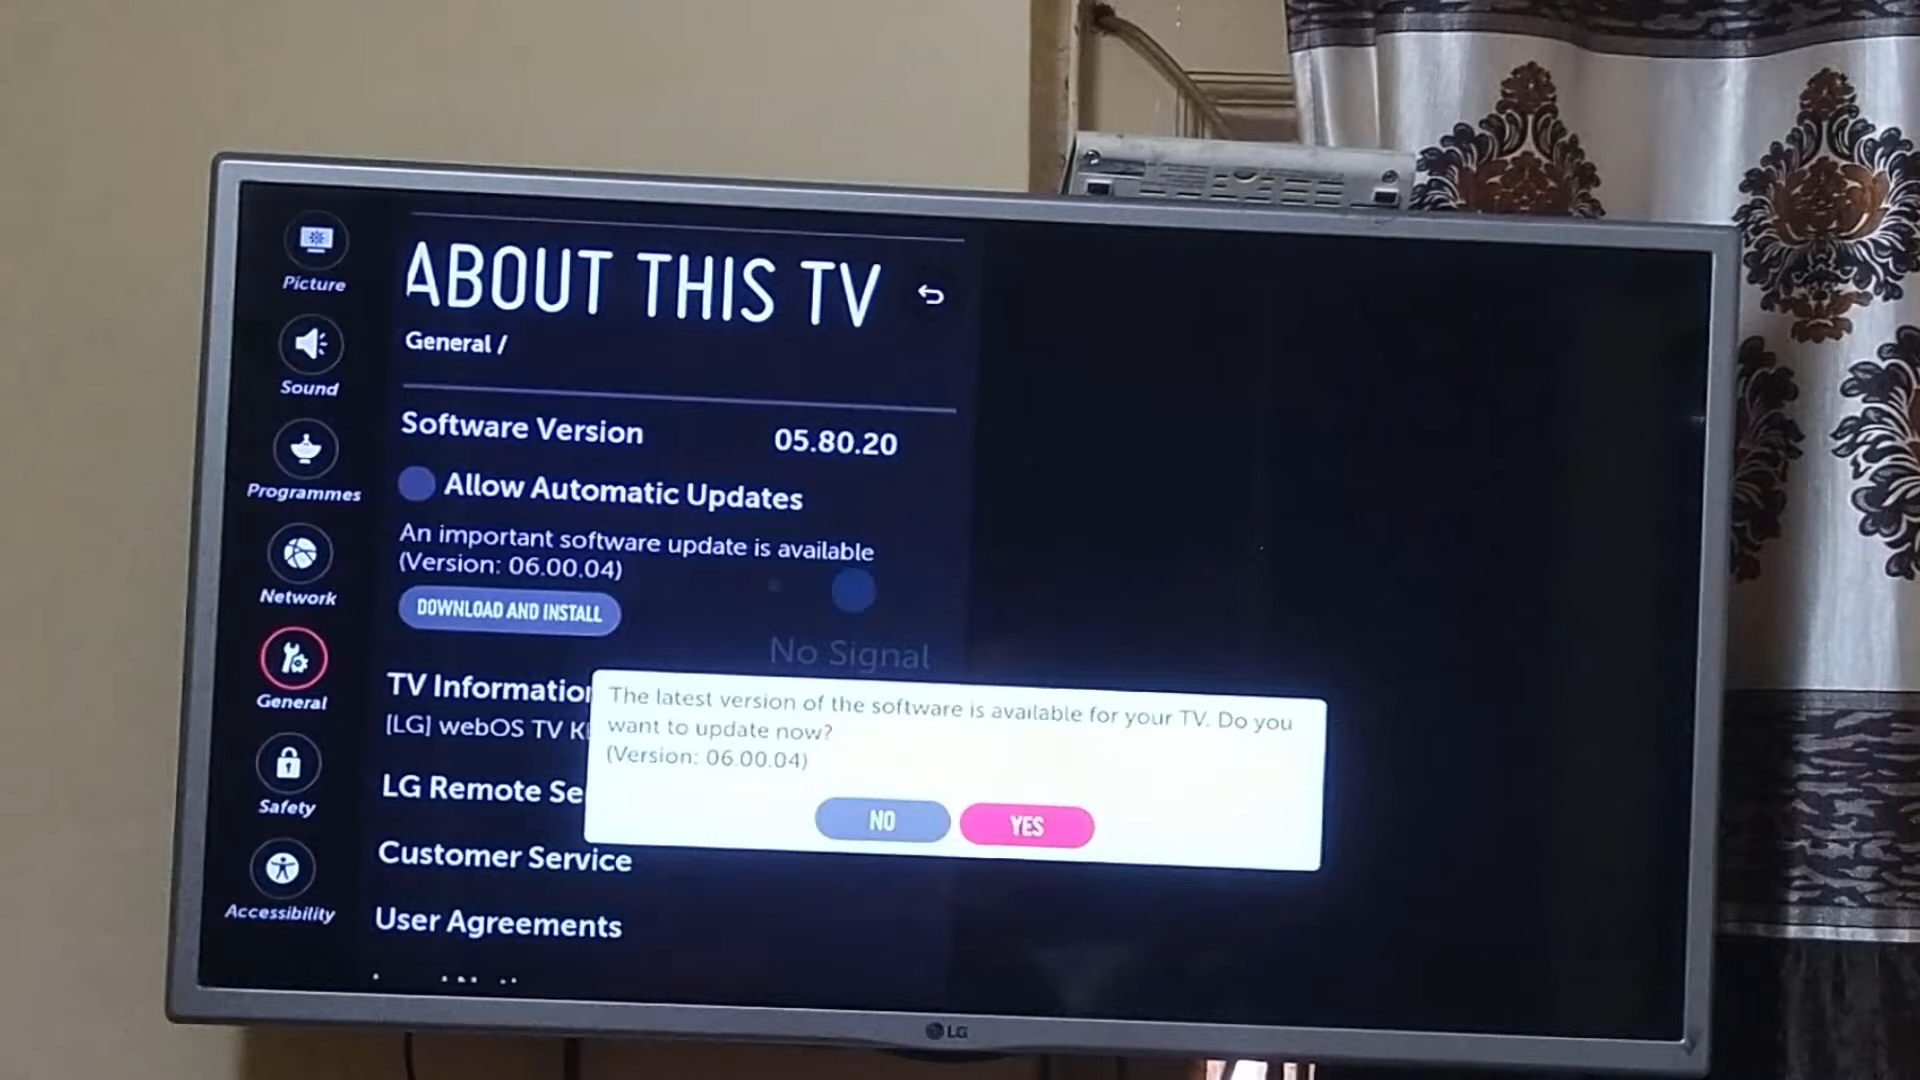 Picture
Sound
Programmes
Network
General
Safety
Accessibility
ABOUT THIS TV
General /
Software Version 05.80.20
Allow Automatic Updates
An important software update is available
(Version: 06.00.04)
DOWNLOAD AND INSTALL
No Signal
TV Information
[LG] webOS TV
LG Remote
Customer Service
User Agreements
The latest version of the software is available for your TV. Do you
want to update now?
(Version: 06.00.04)
NO YES
LG